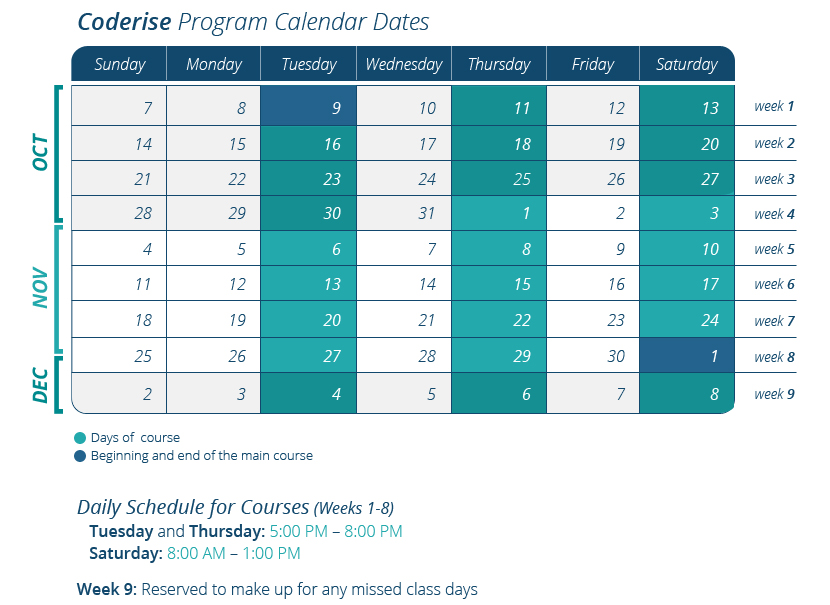 Coderise Program Calendar Dates
Sunday Monday Tuesday Wednesday Thursday Friday Saturday
OCT
7 8 9 10 11 12 13 week 1
14 15 16 17 18 19 20 week 2
21 22 23 24 25 26 27 week 3
28 29 30 31 1 2 3 week 4
NOV
4 5 6 7 8 9 10 week 5
11 12 13 14 15 16 17 week 6
18 19 20 21 22 23 24 week 7
25 26 27 28 29 30 1 week 8
DEC
2 3 4 5 6 7 8 week 9
Days of course
Beginning and end of the main course
Daily Schedule for Courses (Weeks 1-8)
Tuesday and Thursday: 5:00 PM – 8:00 PM
Saturday: 8:00 AM – 1:00 PM
Week 9: Reserved to make up for any missed class days